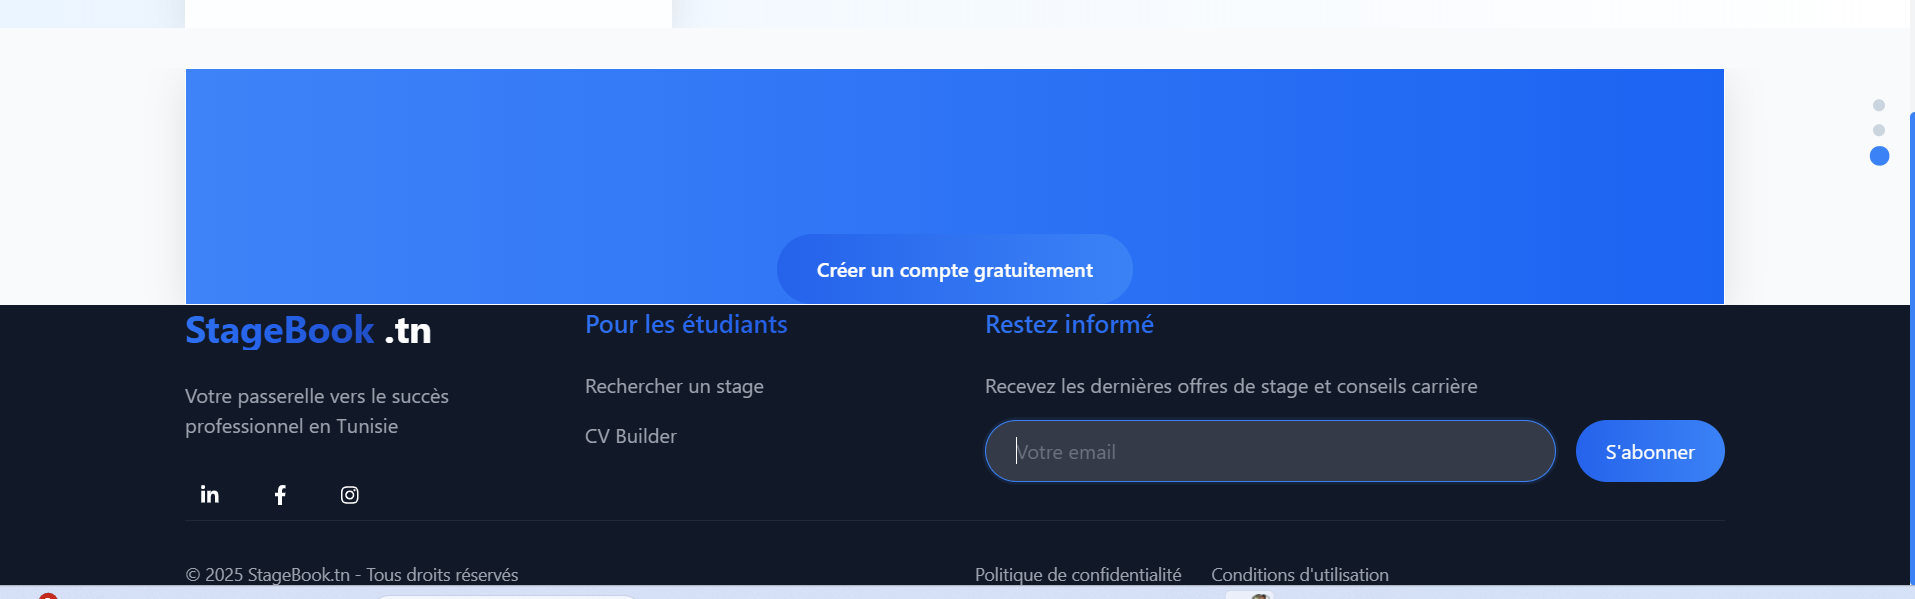 Créer un compte gratuitement
StageBook .tn
Votre passerelle vers le succès
professionnel en Tunisie
Pour les étudiants
Rechercher un stage
CV Builder
Restez informé
Recevez les dernières offres de stage et conseils carrière
Votre email
S'abonner
© 2025 StageBook.tn - Tous droits réservés
Politique de confidentialité
Conditions d'utilisation